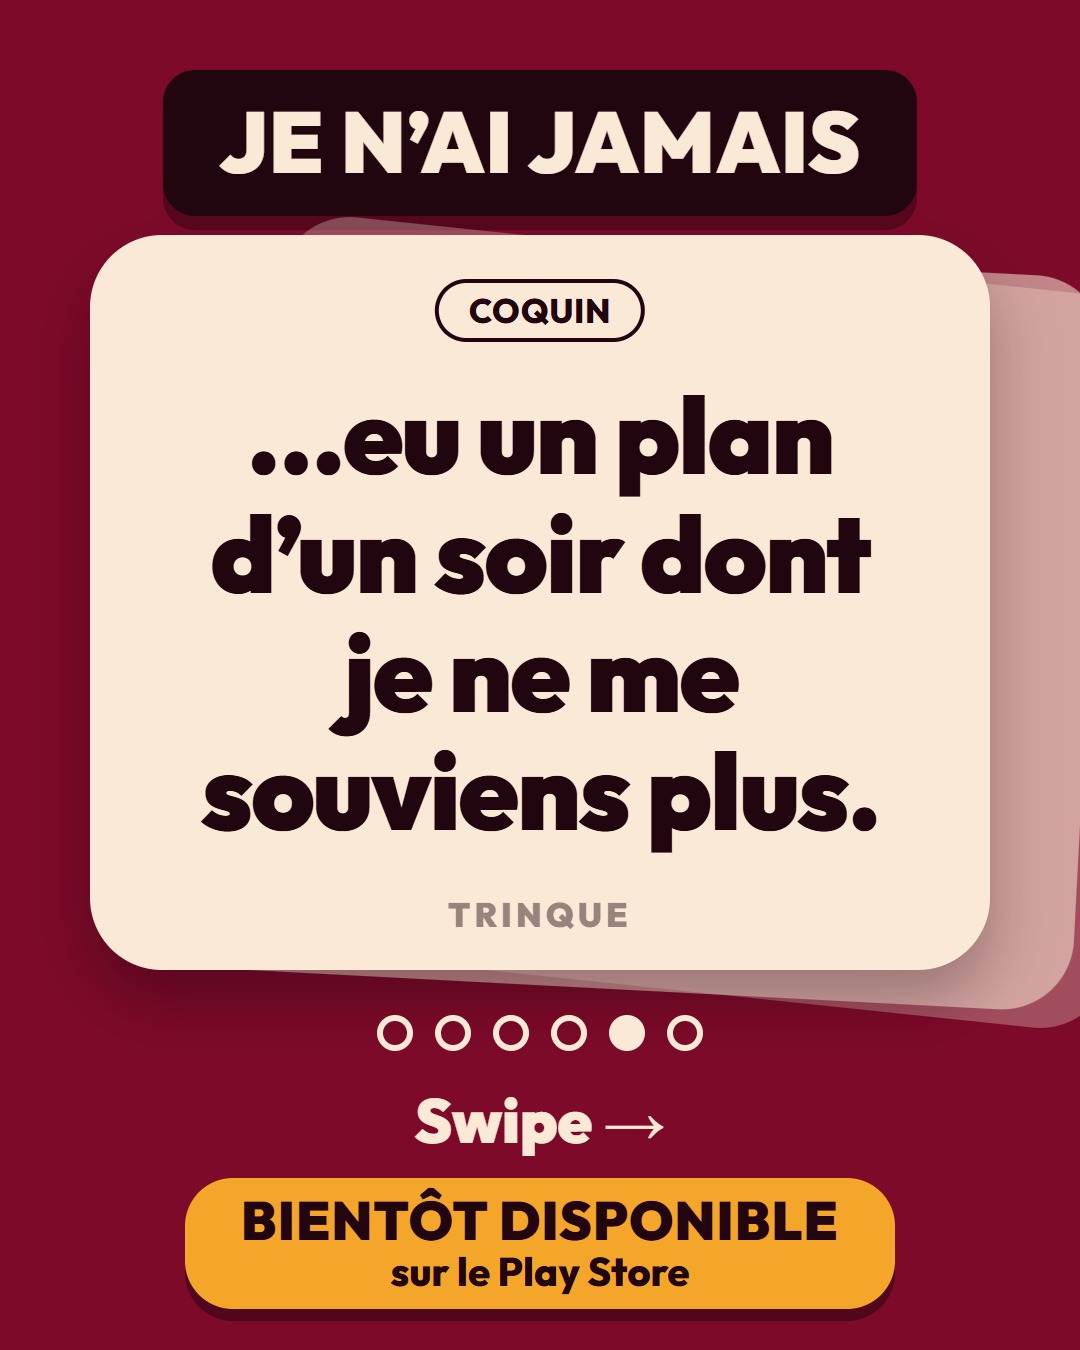 JE N’AI JAMAIS
COQUIN
...eu un plan
d’un soir dont
je ne me
souviens plus.
TRINQUE
Swipe →
BIENTÔT DISPONIBLE
sur le Play Store